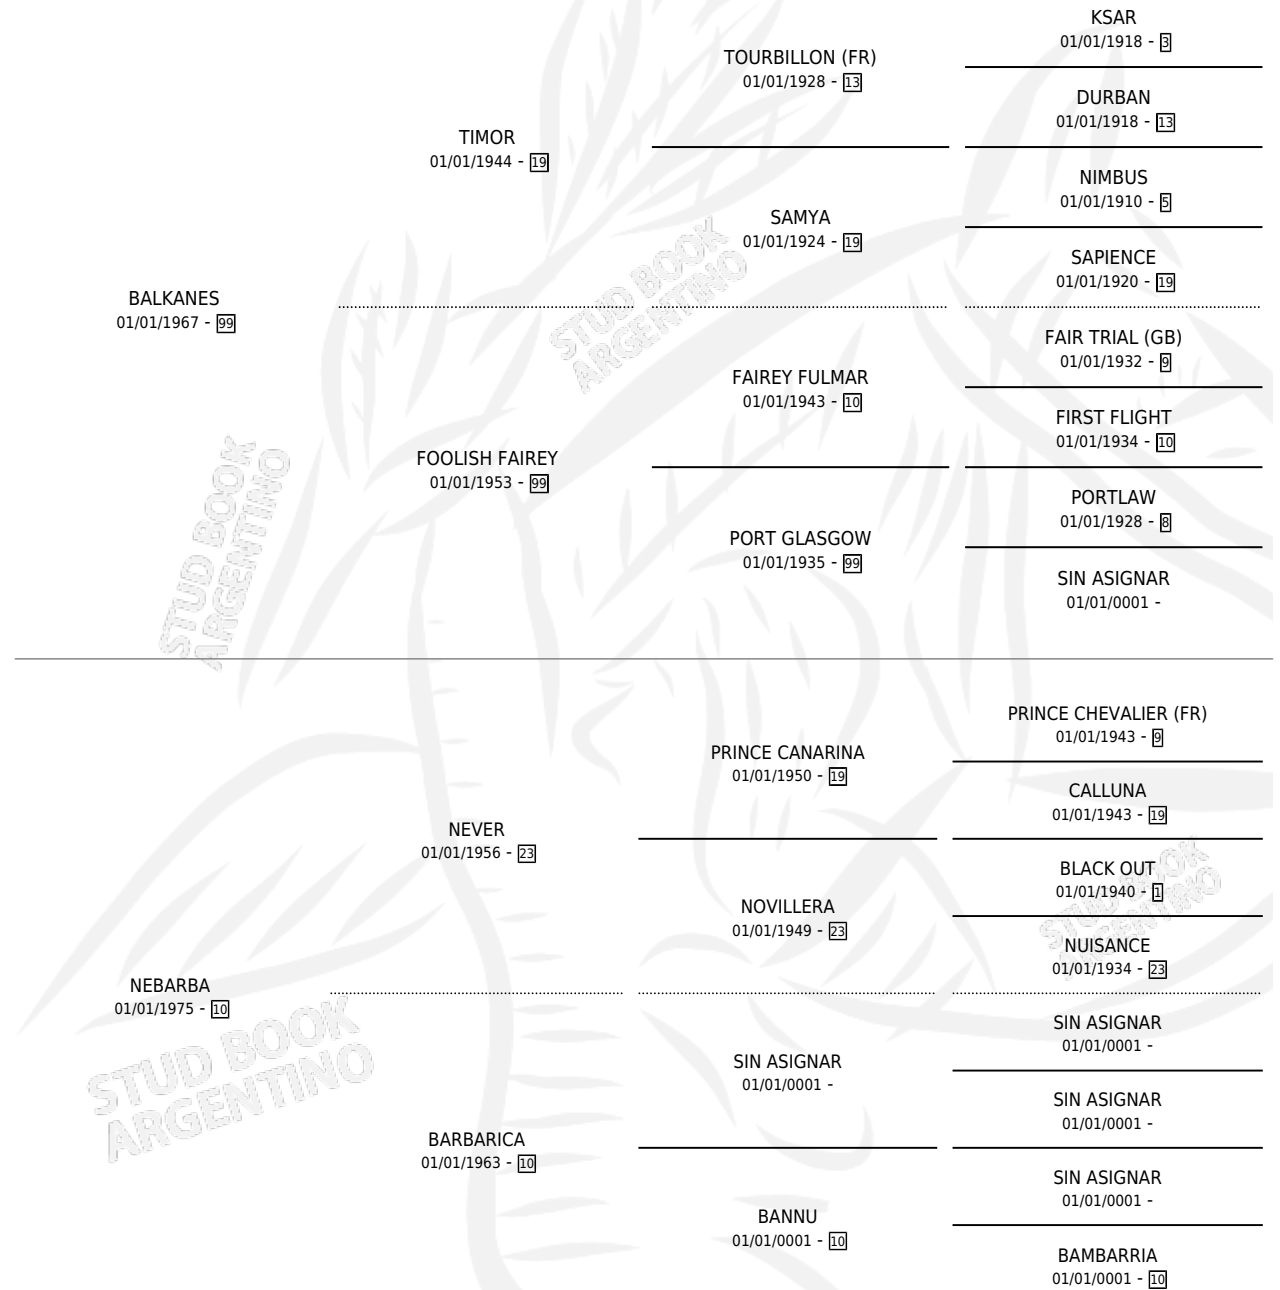 KSAR
01/01/1918 - 3
TOURBILLON (FR)
01/01/1928 - 13
DURBAN
01/01/1918 - 13
TIMOR
01/01/1944 - 19
NIMBUS
01/01/1910 - 5
SAMYA
01/01/1924 - 19
SAPIENCE
01/01/1920 - 19
BALKANES
01/01/1967 - 99
STUD BOOK
ARGENTINO
FAIR TRIAL (GB)
01/01/1932 - 9
FAIREY FULMAR
01/01/1943 - 10
FIRST FLIGHT
01/01/1934 - 10
FOOLISH FAIREY
01/01/1953 - 99
PORTLAW
01/01/1928 - 8
PORT GLASGOW
01/01/1935 - 99
SIN ASIGNAR
01/01/0001 -
STUD BOOK
ARGENTINO
PRINCE CHEVALIER (FR)
01/01/1943 - 9
PRINCE CANARINA
01/01/1950 - 19
CALLUNA
01/01/1943 - 19
NEVER
01/01/1956 - 23
BLACK OUT
01/01/1940 - 1
NOVILLERA
01/01/1949 - 23
STUD BOOK
ARGENTINO
NUISANCE
01/01/1934 - 23
NEBARBA
01/01/1975 - 10
SIN ASIGNAR
01/01/0001 -
SIN ASIGNAR
01/01/0001 -
STUD BOOK
ARGENTINO
SIN ASIGNAR
01/01/0001 -
BARBARICA
01/01/1963 - 10
SIN ASIGNAR
01/01/0001 -
BANNU
01/01/0001 - 10
BAMBARRIA
01/01/0001 - 10